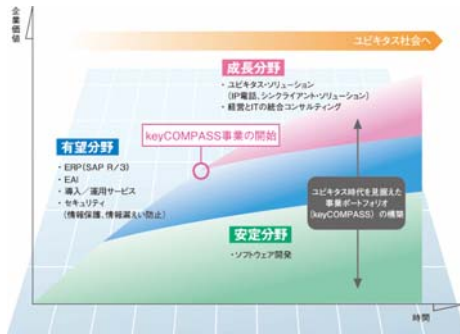 企業価値
ユビキタス社会へ
成長分野
・ユビキタス・ソリューション
(IP電話、シンクライアント・ソリューション)
・経営とITの統合コンサルティング
keyCOMPASS事業の開始
有望分野
・ERP(SAP R/3)
・EAI
・導入/運用サービス
・セキュリティ
(情報保護、情報漏えい防止)
ユビキタス時代を見据えた
事業ポートフォリオ
(keyCOMPASS)の構築
安定分野
・ソフトウェア開発
時間